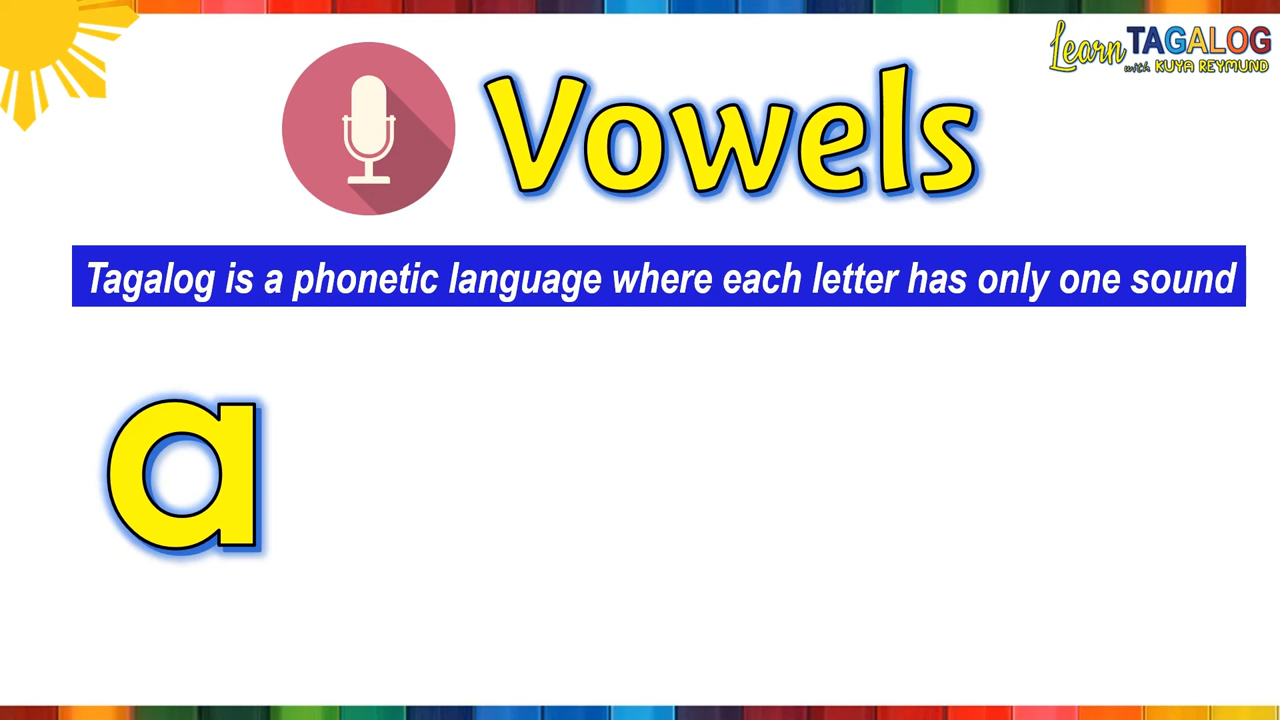 Learn TAGALOG
with KUYA REYMUND
Vowels
Tagalog is a phonetic language where each letter has only one sound
a